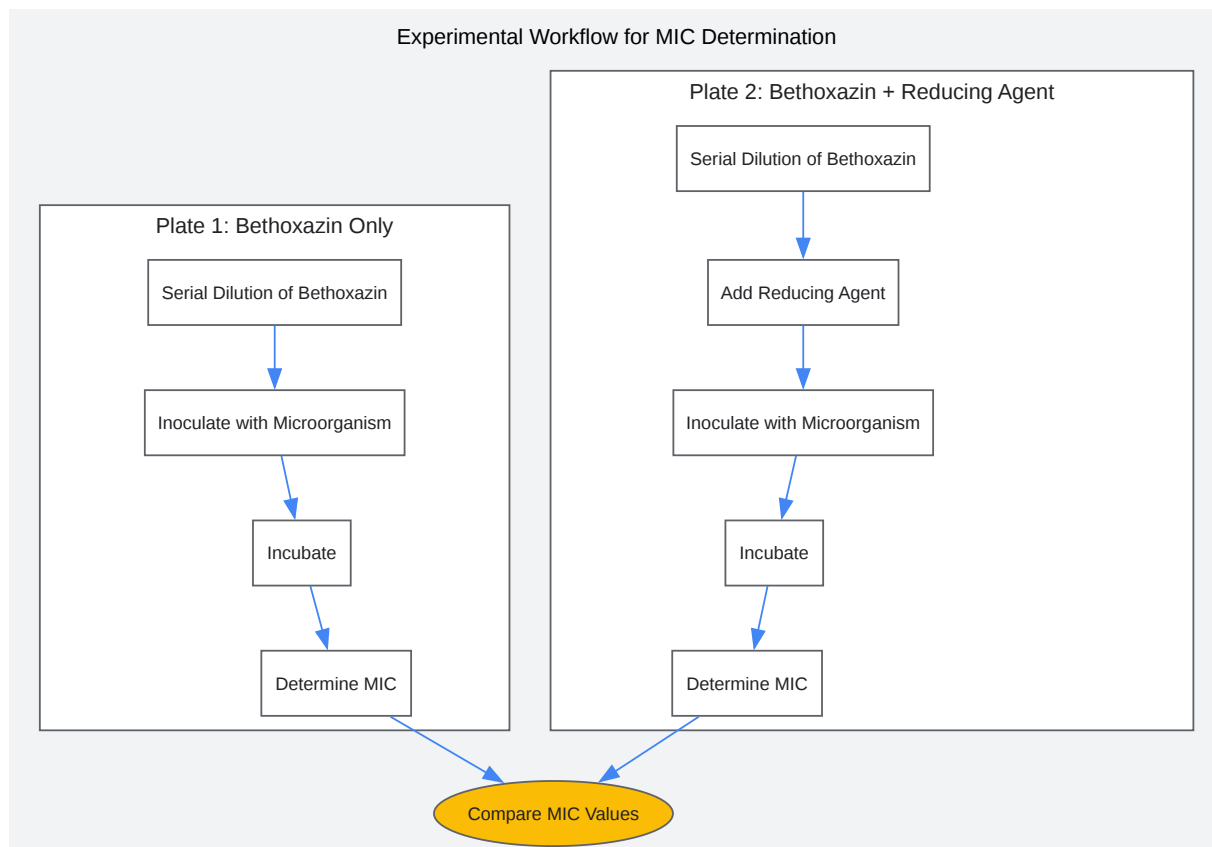 Experimental Workflow for MIC Determination
Plate 1: Bethoxazin Only
Serial Dilution of Bethoxazin
Inoculate with Microorganism
Incubate
Determine MIC
Plate 2: Bethoxazin + Reducing Agent
Serial Dilution of Bethoxazin
Add Reducing Agent
Inoculate with Microorganism
Incubate
Determine MIC
Compare MIC Values